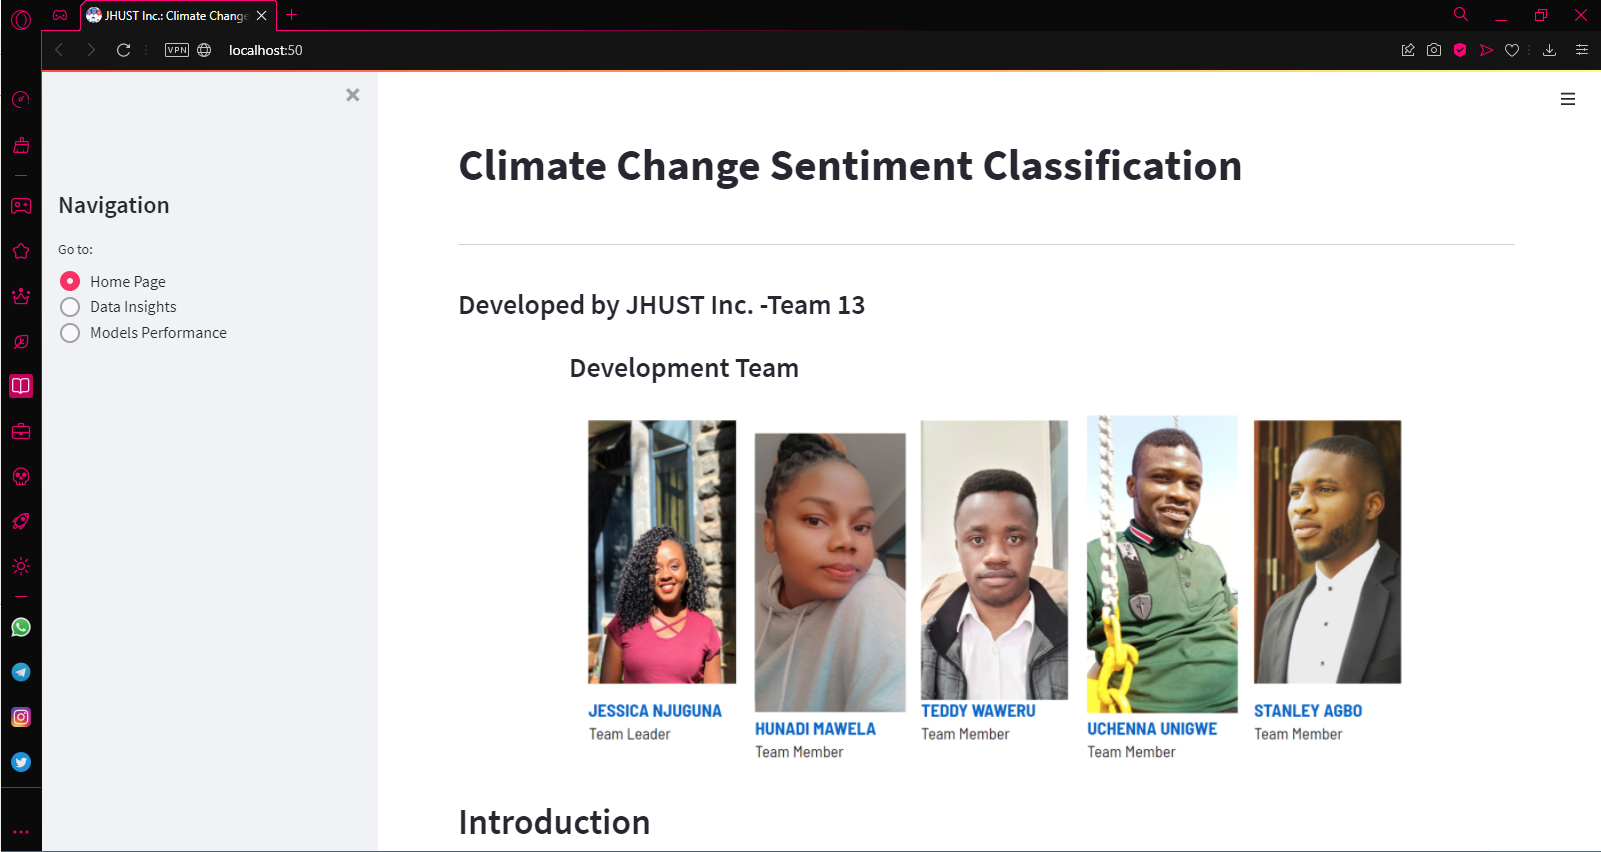 JHUST Inc.: Climate Change
VPN
localhost:50
Navigation
Go to:
Home Page
Data Insights
Models Performance
Climate Change Sentiment Classification
Developed by JHUST Inc. -Team 13
Development Team
JESSICA NJUGUNA
Team Leader
HUNADI MAWELA
Team Member
TEDDY WAWERU
Team Member
UCHENNA UNIGWE
Team Member
STANLEY AGBO
Team Member
Introduction